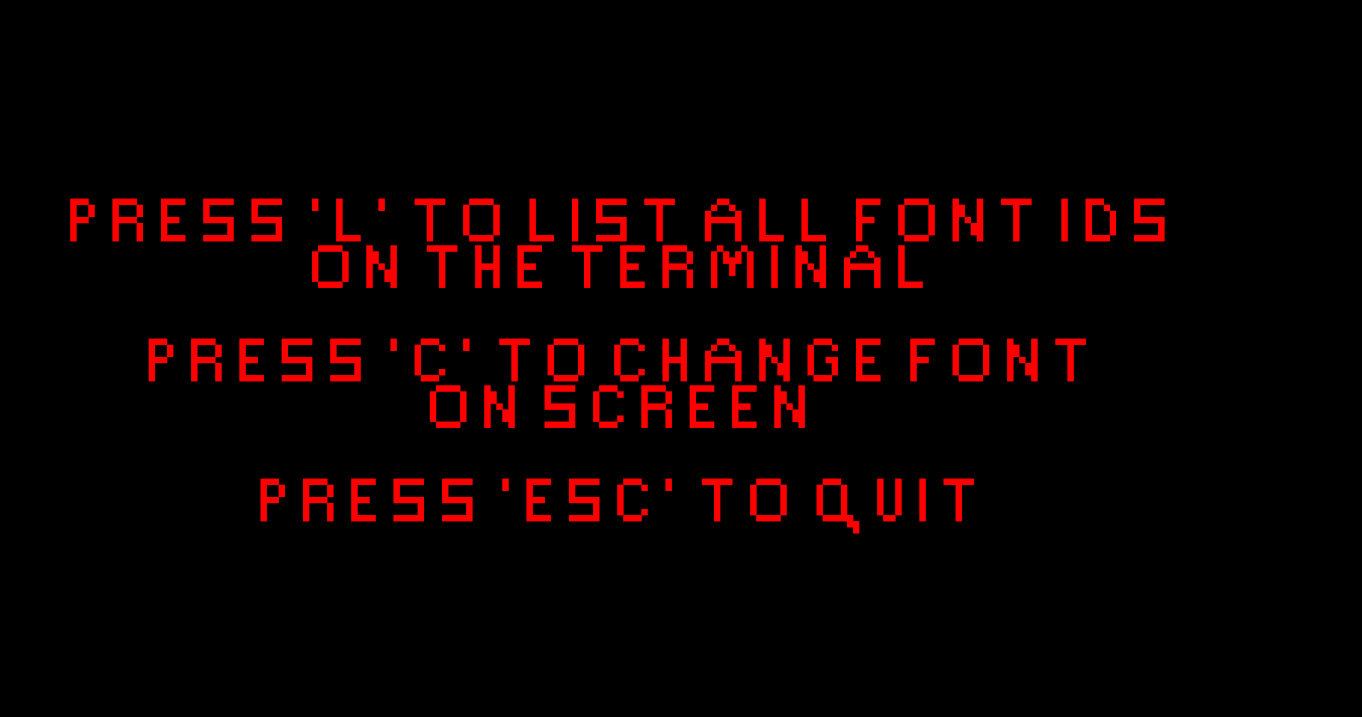 PRESS 'L' TO LIST ALL FONT IDS
ON THE TERMINAL
PRESS 'C' TO CHANGE FONT
ON SCREEN
PRESS 'ESC' TO QUIT